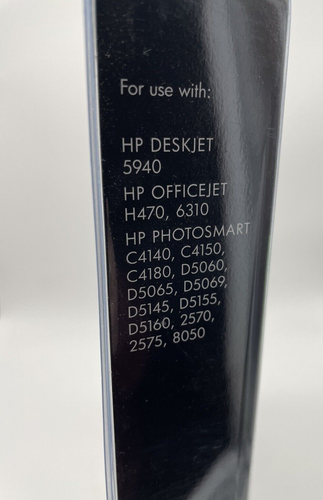 For use with:
HP DESKJET
5940
HP OFFICEJET
H470, 6310
HP PHOTOSMART
C4140, C4150,
C4180, D5060,
D5065, D5069,
D5145, D5155,
D5160, 2570,
2575, 8050